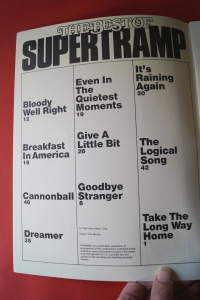 THE BEST OF
SUPERTRAMP
Bloody
Well Right
12
Breakfast
In America
16
Cannonball
46
Dreamer
35
Even In
The
Quietest
Moments
19
Give A
Little Bit
26
Goodbye
Stranger
6
It's
Raining
Again
30
The
Logical
Song
42
Take The
Long Way
Home
1